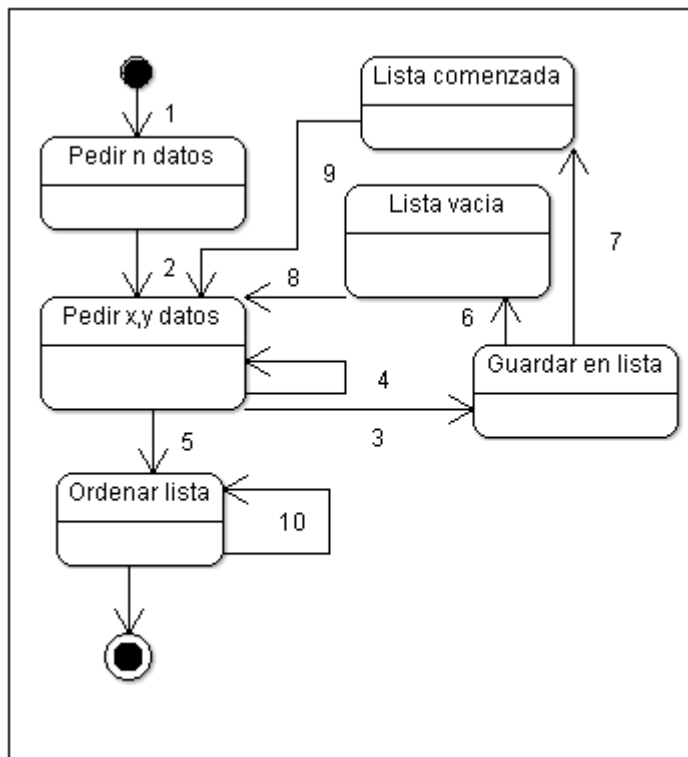 Lista comenzada
1
Pedir n datos
9
Lista vacia
7
2
8
6
Pedir x,y datos
Guardar en lista
4
3
5
Ordenar lista
10